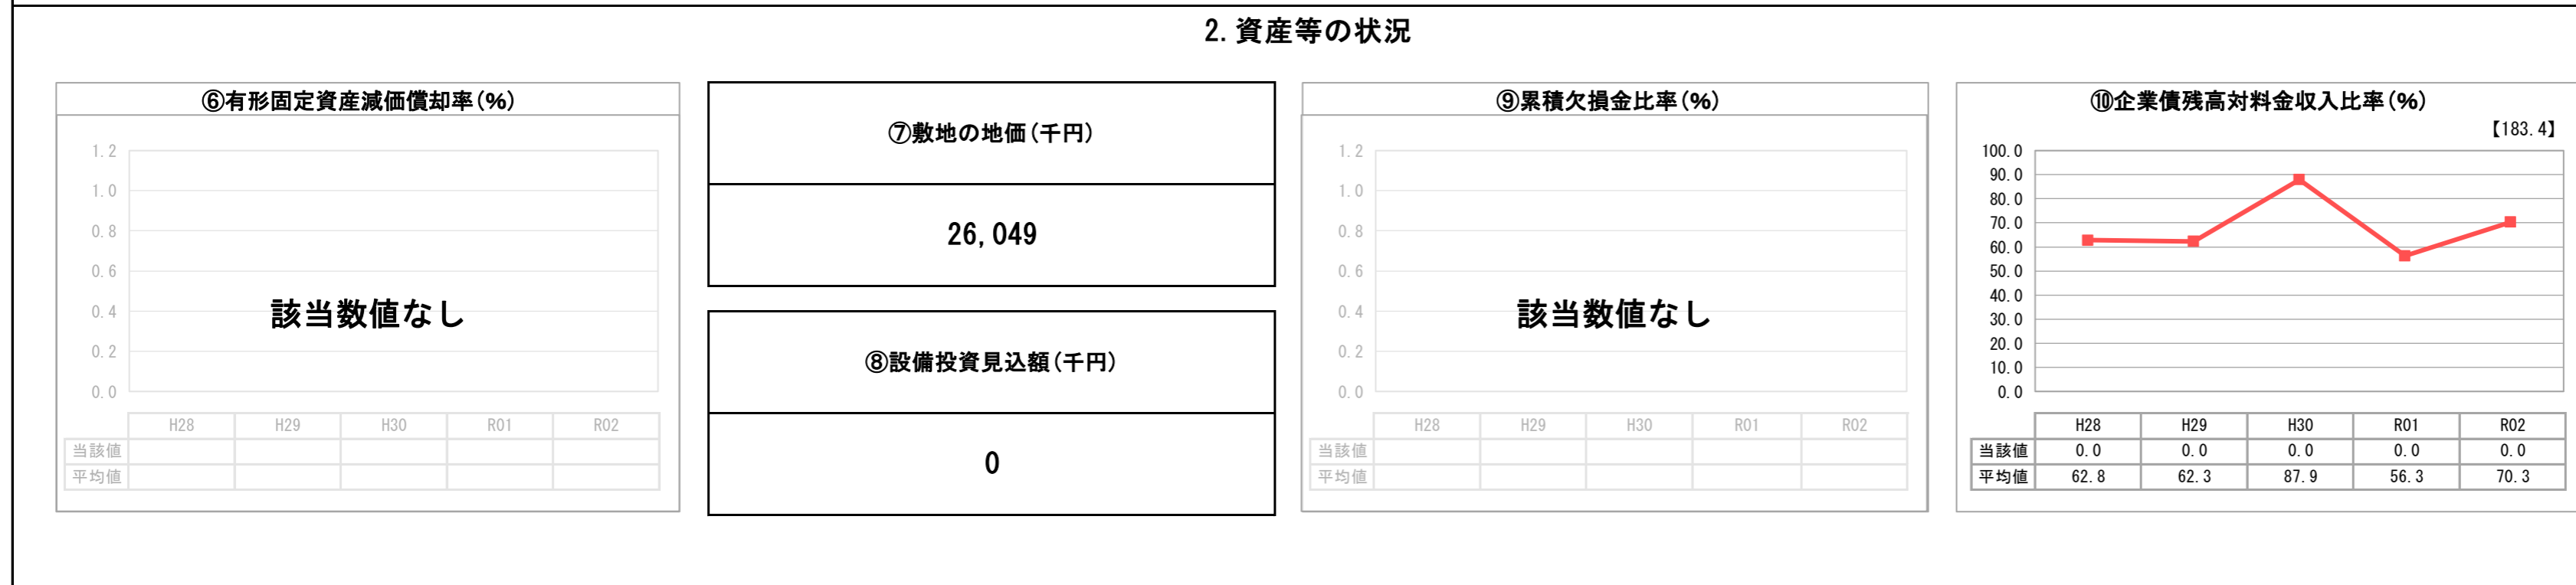 2.資産等の状況
⑥有形固定資産減価償却率(%)
1.2
1.0
0.8
0.6
0.4
0.2
0.0
該当数値なし
H28 H29 H30 R01 R02
当該値
平均値
⑦敷地の地価(千円)
26,049
⑧設備投資見込額(千円)
0
⑨累積欠損金比率(%)
1.2
1.0
0.8
0.6
0.4
0.2
0.0
該当数値なし
H28 H29 H30 R01 R02
当該値
平均値
⑩企業債残高対料金収入比率(%)
【183.4】
100.0
90.0
80.0
70.0
60.0
50.0
40.0
30.0
20.0
10.0
0.0
H28 H29 H30 R01 R02
当該値 0.0 0.0 0.0 0.0 0.0
平均値 62.8 62.3 87.9 56.3 70.3